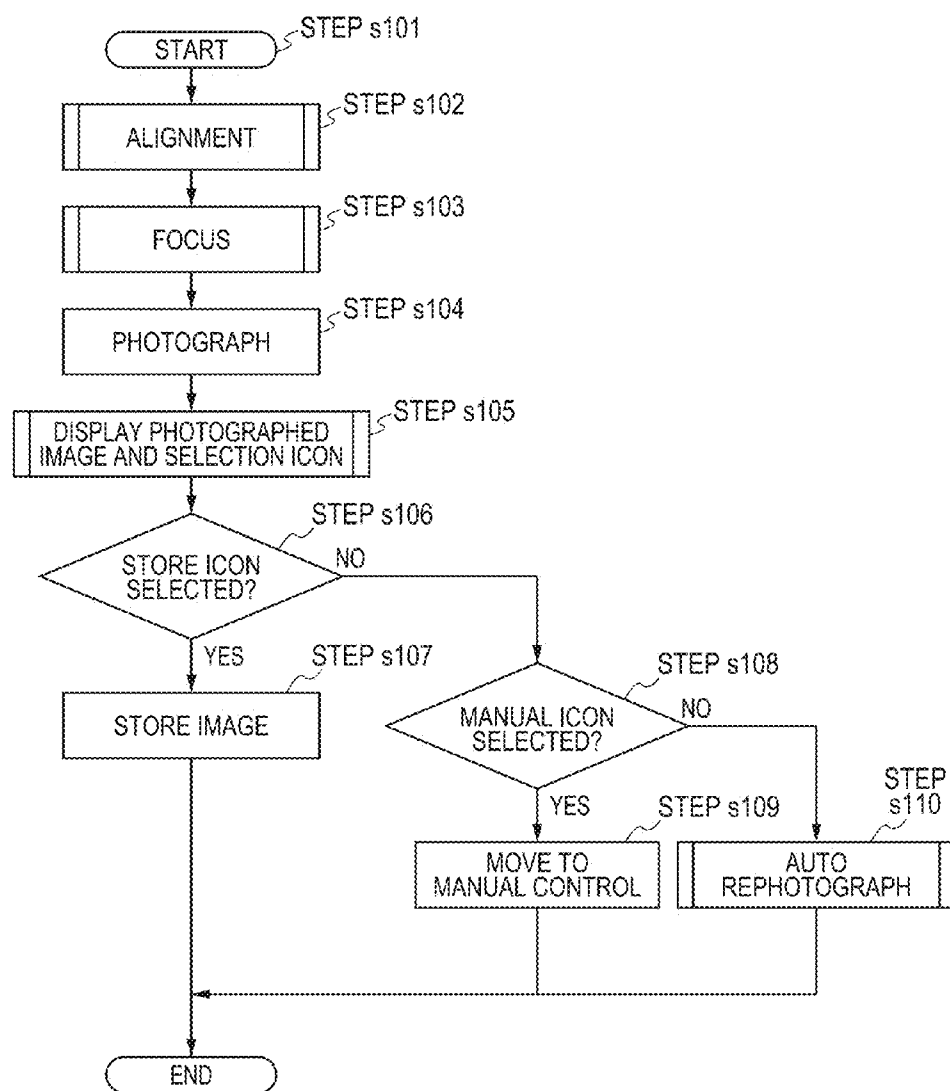 START
STEP s101
ALIGNMENT
STEP s102
FOCUS
STEP s103
PHOTOGRAPH
STEP s104
DISPLAY PHOTOGRAPHED
IMAGE AND SELECTION ICON
STEP s105
STORE ICON
SELECTED?
STEP s106
NO
YES
STORE IMAGE
STEP s107
MANUAL ICON
SELECTED?
STEP s108
NO
YES
MOVE TO
MANUAL CONTROL
STEP s109
AUTO
REPHOTOGRAPH
STEP
s110
END